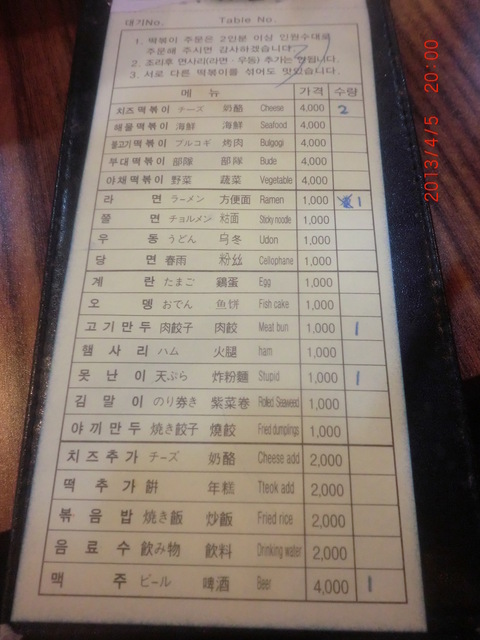 대기No. Table No.
1. 떡볶이 주문은 2인분 이상 인원수대로
주문해 주시면 감사하겠습니다
2. 조리후 면사리(라면·우동) 추가는
3. 서로 다른 떡볶이를 섞어도 맛있습니다.
메 뉴 가격 수량
치즈떡볶이 チーズ 奶酪 Cheese 4,000 2
해물떡볶이 海鮮 海鮮 Seafood 4,000
불고기떡볶이 プルコギ 烤肉 Bulgogi 4,000
부대떡볶이 部隊 部隊 Bude 4,000
야채떡볶이 野菜 蔬菜 Vegetable 4,000
라 면 ラーメン 方便面 Ramen 1,000 1
쫄 면 チョルメン 粘面 Sticky noodle 1,000
우 동 うどん 乌冬 Udon 1,000
당 면 春雨 粉丝 Cellophane 1,000
계 란 たまご 鶏蛋 Egg 1,000
오 뎅 おでん 鱼饼 Fish cake 1,000
고기만두 肉餃子 肉餃 Meat bun 1,000 1
햄사리 ハム 火腿 ham 1,000
못난이 天ぷら 炸粉麵 Stupid 1,000 1
김말이 のり券き 紫菜卷 Rolled Seaweed 1,000
야끼만두 焼き餃子 燒餃 Fried dumplings 1,000
치즈추가 チーズ 奶酪 Cheese add 2,000
떡추가 餠 年糕 Tteok add 2,000
볶음밥 焼き飯 炒飯 Fried rice 2,000
음료수 飲み物 飲料 Drinking water 2,000
맥 주 ビール 啤酒 Beer 4,000 1
2013/4/5 20:00